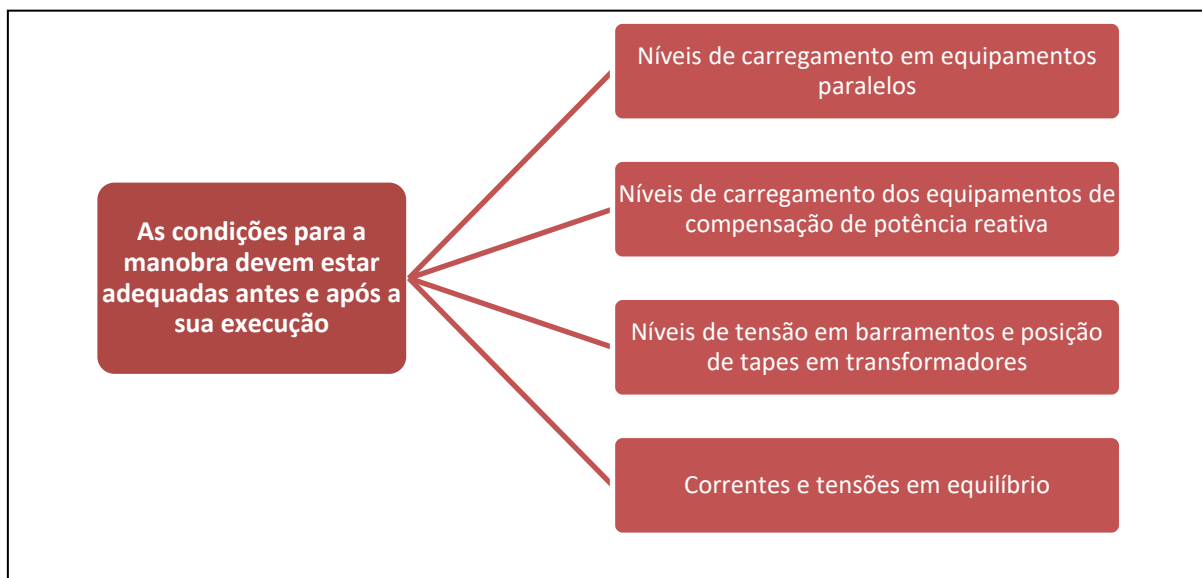 As condições para a
manobra devem estar
adequadas antes e após a
sua execução
Níveis de carregamento em equipamentos
paralelos
Níveis de carregamento dos equipamentos de
compensação de potência reativa
Níveis de tensão em barramentos e posição
de tapes em transformadores
Correntes e tensões em equilíbrio